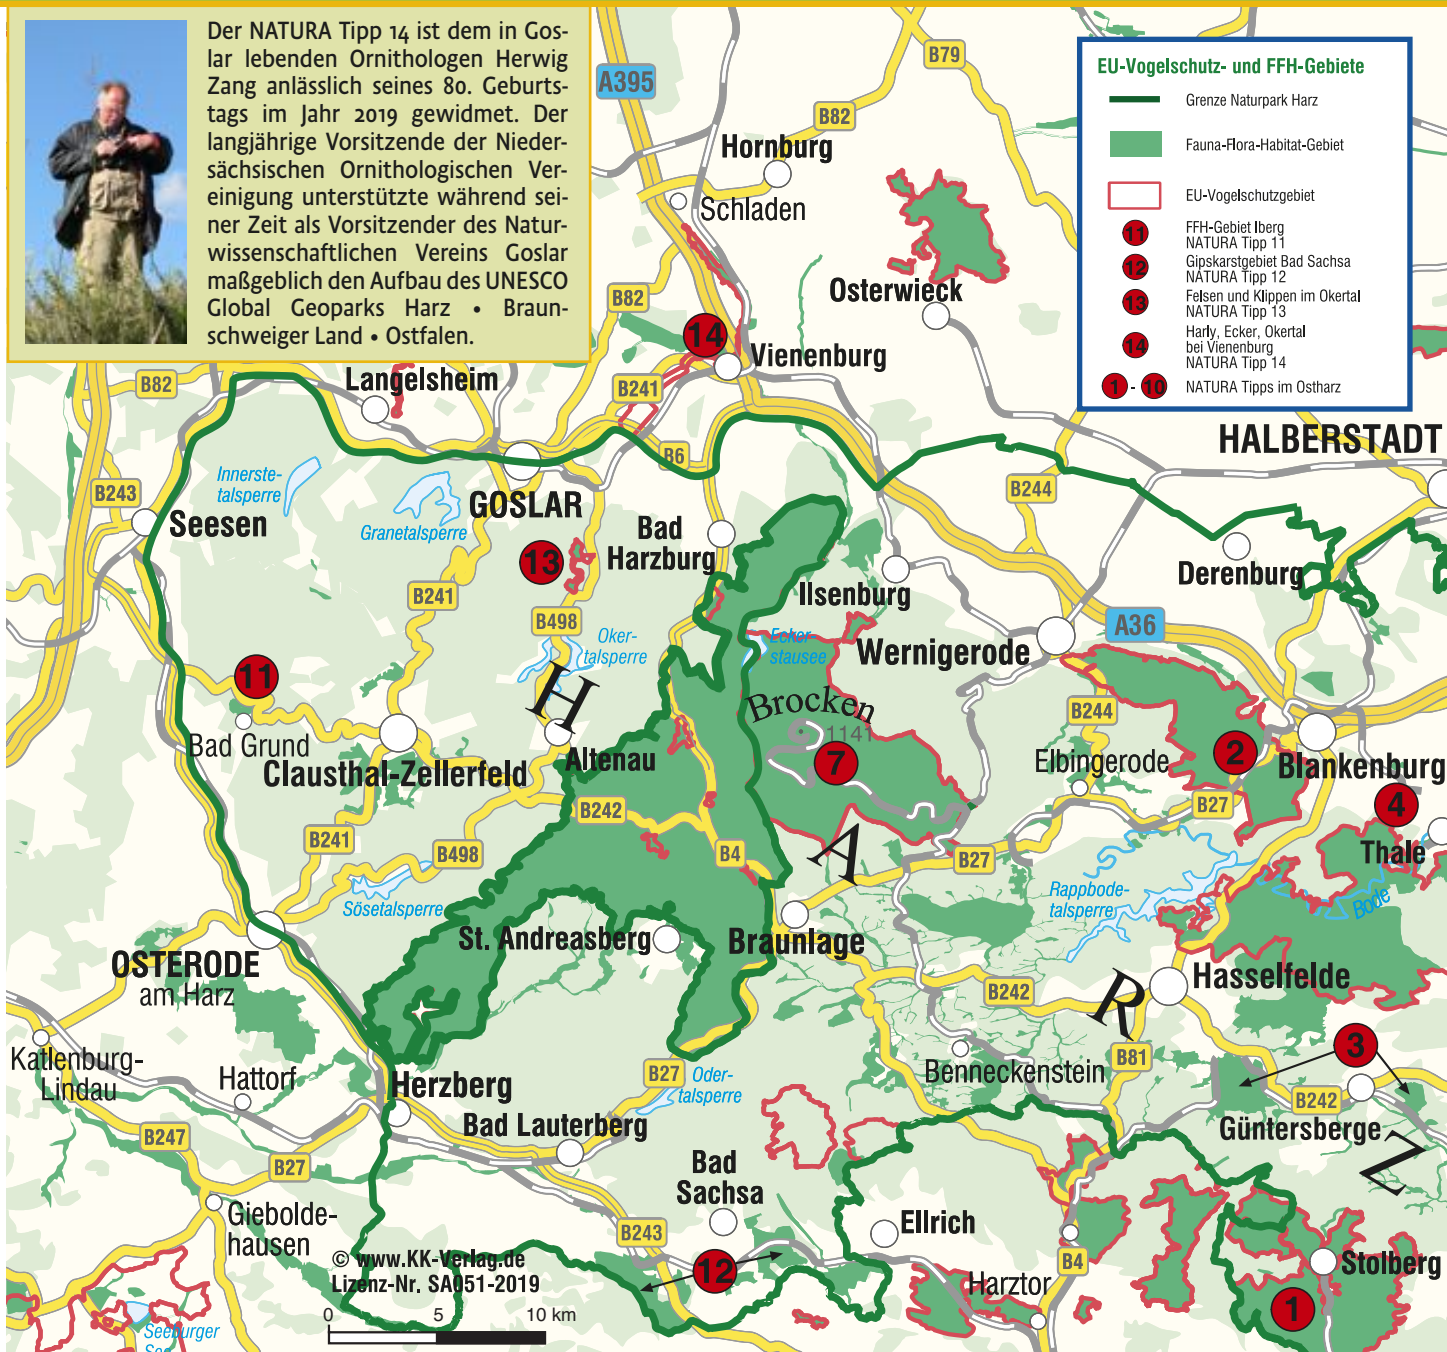 Der NATURA Tipp 14 ist dem in Gos-
lar lebenden Ornithologen Herwig
Zang anlässlich seines 80. Geburts-
tags im Jahr 2019 gewidmet. Der
langjährige Vorsitzende der Nieder-
sächsischen Ornithologischen Ver-
einigung unterstützte während sei-
ner Zeit als Vorsitzender des Natur-
wissenschaftlichen Vereins Goslar
maßgeblich den Aufbau des UNESCO
Global Geoparks Harz • Braun-
schweiger Land • Ostfalen.
EU-Vogelschutz- und FFH-Gebiete
Grenze Naturpark Harz
Fauna-Flora-Habitat-Gebiet
EU-Vogelschutzgebiet
11 FFH-Gebiet Iberg
NATURA Tipp 11
12 Gipskarstgebiet Bad Sachsa
NATURA Tipp 12
13 Felsen und Klippen im Okertal
NATURA Tipp 13
14 Harly, Ecker, Okertal
bei Vienenburg
NATURA Tipp 14
1 - 10 NATURA Tipps im Ostharz
A395
B79
B82
Hornburg
Schladen
B82
Osterwieck
14
Vienenburg
B82
Langelsheim
B241
HALBERSTADT
B6
B243
Innerste-
talsperre
Granetalsperre
GOSLAR
Seesen
B244
Bad
Harzburg
13
Derenburg
Ilsenburg
B241
B498
A36
Oker-
talsperre
Ecker-
stausee
Wernigerode
11
H
Brocken
1141
B244
Bad Grund
Clausthal-Zellerfeld
Altenau
7
Elbingerode
2
Blankenburg
B242
B27
4
B241
B498
B4
A
B27
Thale
Sösetalsperre
Rappbode-
talsperre
Bode
St. Andreasberg
Braunlage
OSTERODE
am Harz
Hasselfelde
B242
R
Katlenburg-
Lindau
Hattorf
Herzberg
B27
Oder-
talsperre
Benneckenstein
B81
3
B242
Güntersberge
B247
Bad Lauterberg
B27
Bad
Sachsa
Z
Giebolde-
hausen
B243
Ellrich
12
B4
Stolberg
Harztor
1
© www.KK-Verlag.de
Lizenz-Nr. SA051-2019
0 5 10 km
Seeburger
See